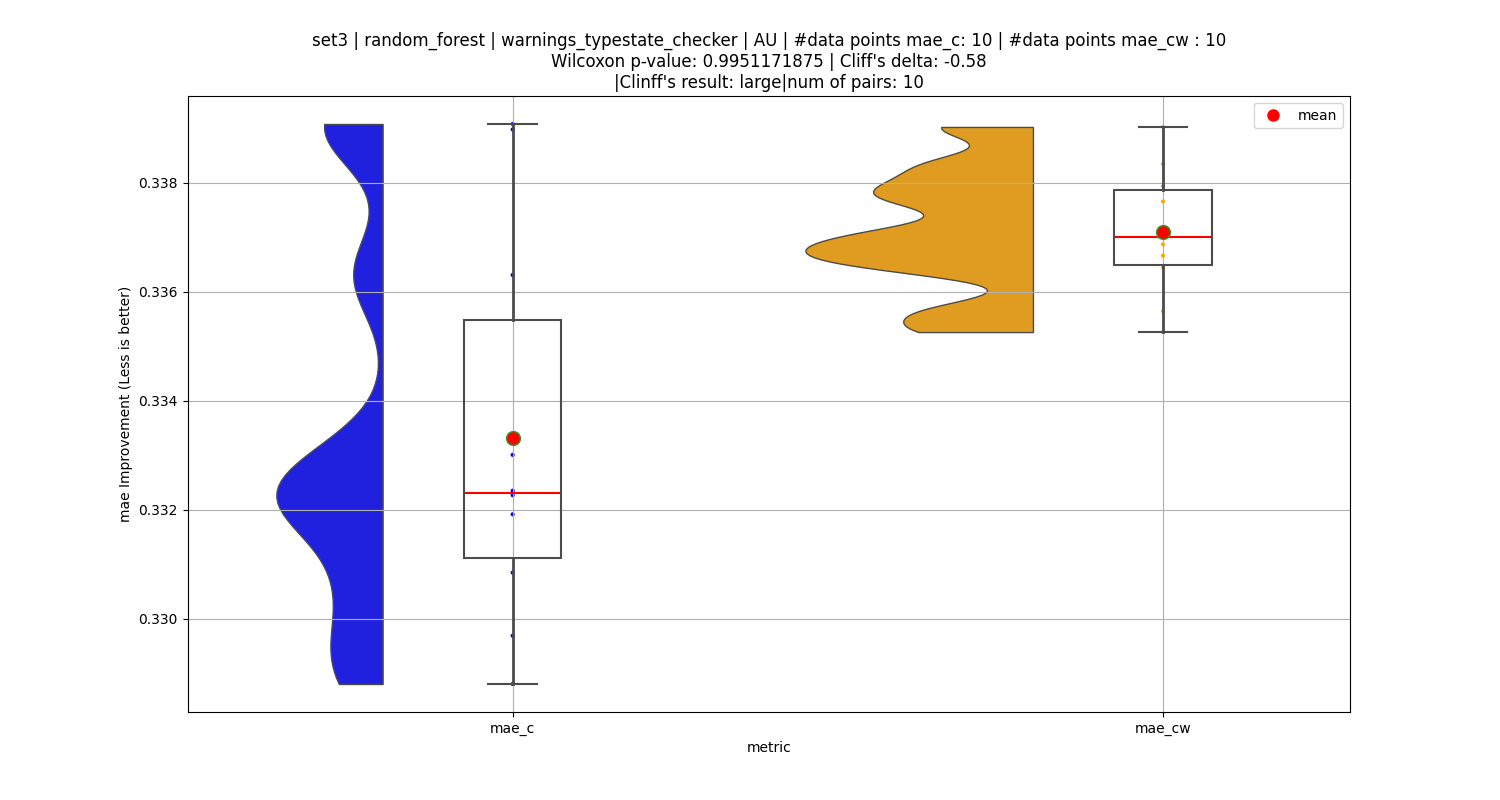 set3 | random_forest | warnings_typestate_checker | AU | #data points mae_c: 10 | #data points mae_cw : 10
Wilcoxon p-value: 0.9951171875 | Cliff's delta: -0.58
|Clinff's result: large|num of pairs: 10
mean
0.338
0.336
0.334
0.332
0.330
mae Improvement (Less is better)
mae_c
mae_cw
metric